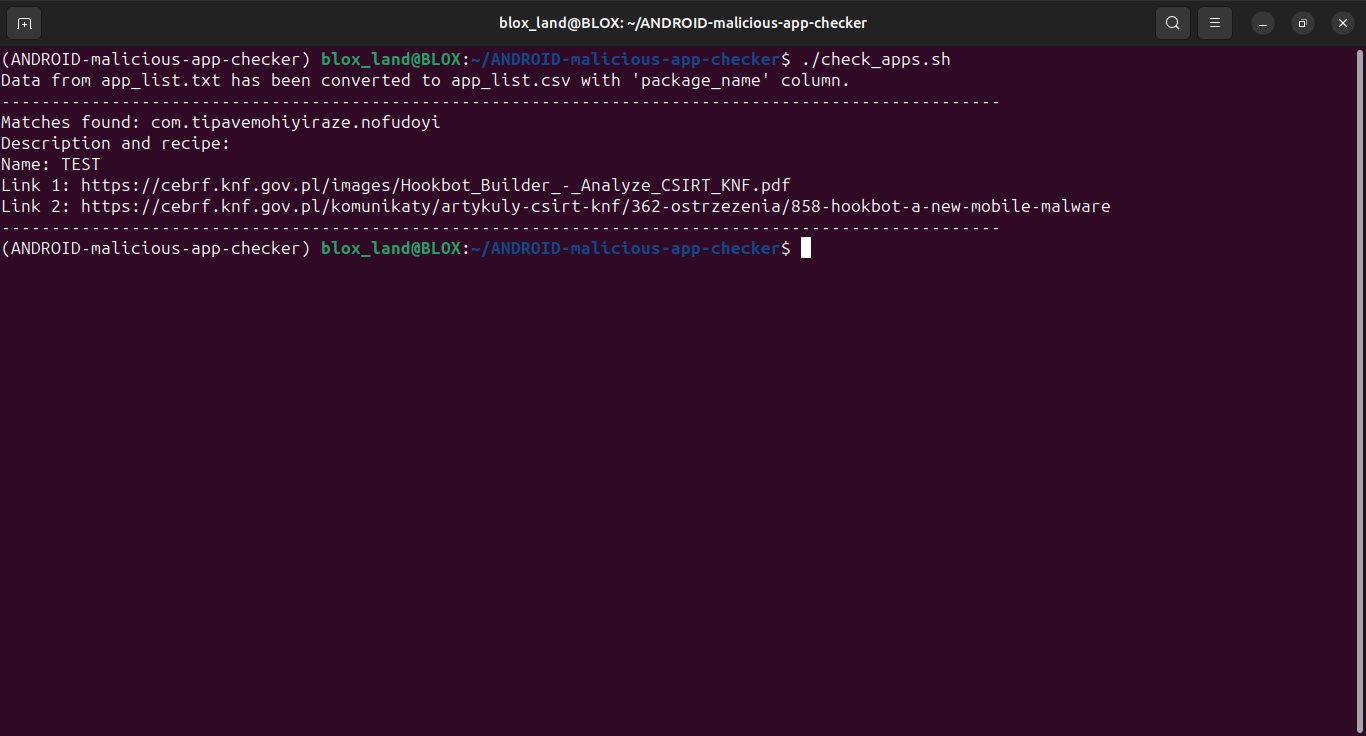 blox_land@BLOX: ~/ANDROID-malicious-app-checker
(ANDROID-malicious-app-checker) blox_land@BLOX:~/ANDROID-malicious-app-checker$ ./check_apps.sh
Data from app_list.txt has been converted to app_list.csv with 'package_name' column.
----------------------------------------------------------------------------------------------------
Matches found: com.tipavemohiyiraze.nofudoyi
Description and recipe:
Name: TEST
Link 1: https://cebrf.knf.gov.pl/images/Hookbot_Builder_-_Analyze_CSIRT_KNF.pdf
Link 2: https://cebrf.knf.gov.pl/komunikaty/artykuly-csirt-knf/362-ostrzezenia/858-hookbot-a-new-mobile-malware
----------------------------------------------------------------------------------------------------
(ANDROID-malicious-app-checker) blox_land@BLOX:~/ANDROID-malicious-app-checker$